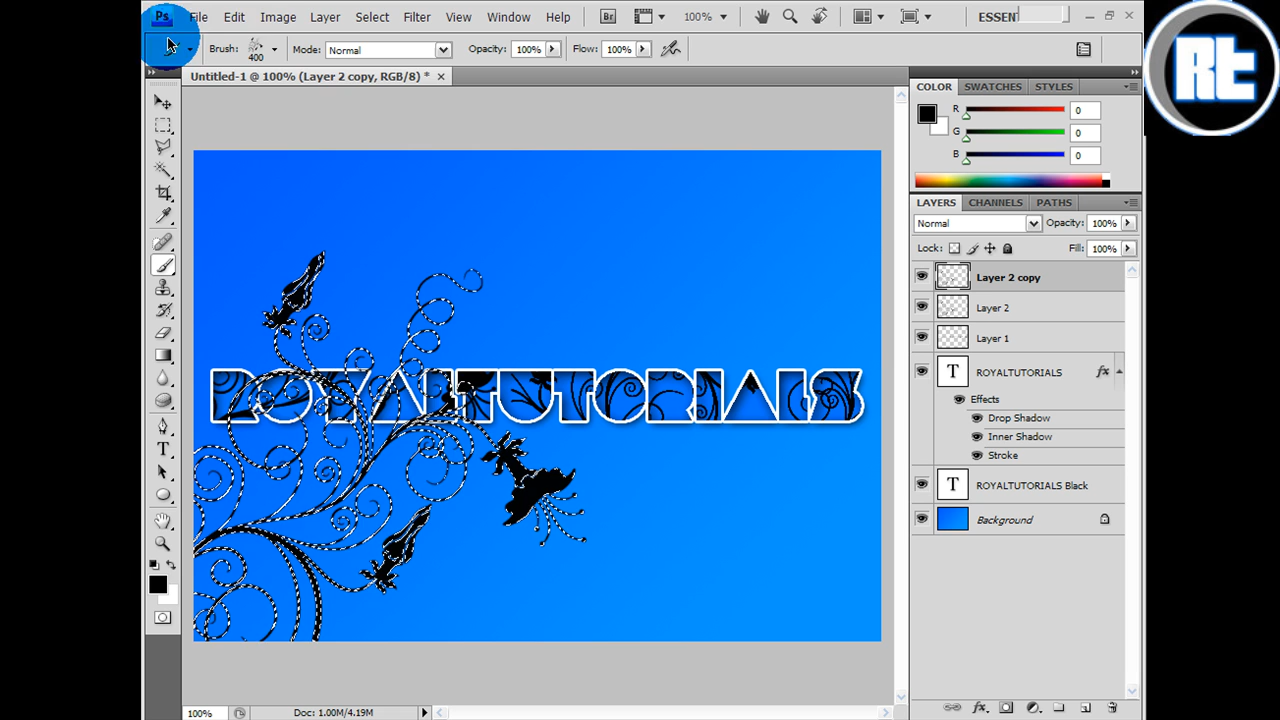 Ps File Edit Image Layer Select Filter View Window Help Br 100% ESSEN
Brush: 400 Mode: Normal Opacity: 100% Flow: 100%
Untitled-1 @ 100% (Layer 2 copy, RGB/8) *
COLOR SWATCHES STYLES
R 0
G 0
B 0
LAYERS CHANNELS PATHS
Normal Opacity: 100%
Lock: Fill: 100%
Layer 2 copy
Layer 2
Layer 1
T ROYALTUTORIALS fx
Effects
Drop Shadow
Inner Shadow
Stroke
T ROYALTUTORIALS Black
Background
ROYALTUTORIALS
T
100% Doc: 1.00M/4.19M
fx
Rt